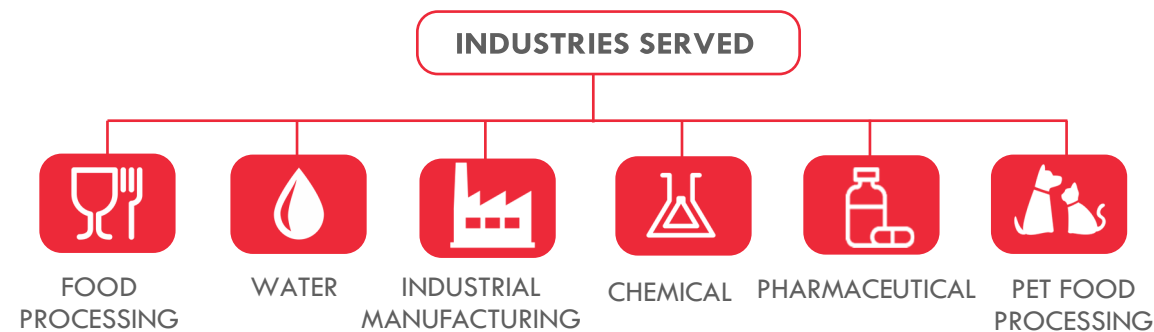 INDUSTRIES SERVED
FOOD
PROCESSING
WATER
INDUSTRIAL
MANUFACTURING
CHEMICAL
PHARMACEUTICAL
PET FOOD
PROCESSING